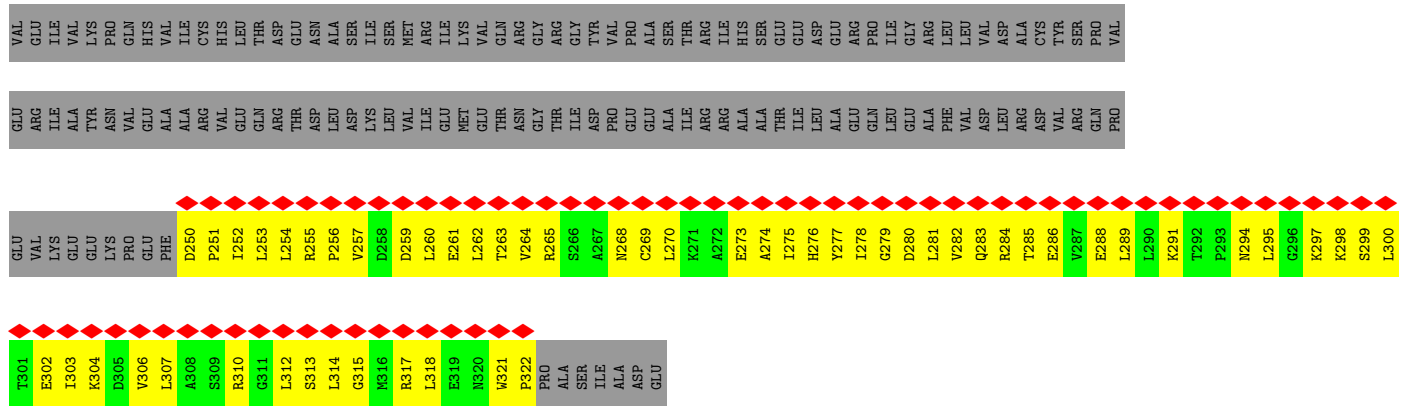 VAL GLU ILE VAL LYS PRO GLN HIS VAL ILE CYS HIS LEU THR ASP GLU ASN ALA SER ILE SER MET ARG ILE LYS VAL GLN ARG GLY ARG GLY TYR VAL PRO ALA SER THR ARG ILE HIS SER GLU GLU ASP GLU ARG PRO ILE GLY ARG LEU LEU VAL ASP ALA CYS TYR SER PRO VAL
GLU ARG ILE ALA TYR ASN VAL GLU ALA ALA ARG VAL GLU GLN ARG THR ASP LEU ASP LYS LEU VAL ILE GLU MET GLU THR ASN GLY THR ILE ASP PRO GLU GLU ALA ILE ARG ARG ALA ALA THR ILE LEU ALA GLU GLN LEU GLU ALA PHE VAL ASP LEU ARG ASP VAL ARG GLN PRO
GLU VAL LYS GLU GLU LYS PRO GLU PHE D250 P251 I252 L253 L254 R255 P256 V257 D258 D259 L260 E261 L262 T263 V264 R265 S266 A267 N268 C269 L270 K271 A272 E273 A274 I275 H276 Y277 I278 G279 D280 L281 V282 Q283 R284 T285 E286 V287 E288 L289 L290 K291 T292 P293 N294 L295 G296 K297 K298 S299 L300
T301 E302 I303 K304 D305 V306 L307 A308 S309 R310 G311 L312 S313 L314 G315 M316 R317 L318 E319 N320 W321 P322 PRO ALA SER ILE ALA ASP GLU